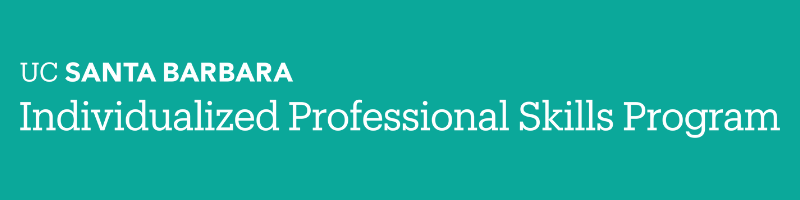 UC SANTA BARBARA
Individualized Professional Skills Program